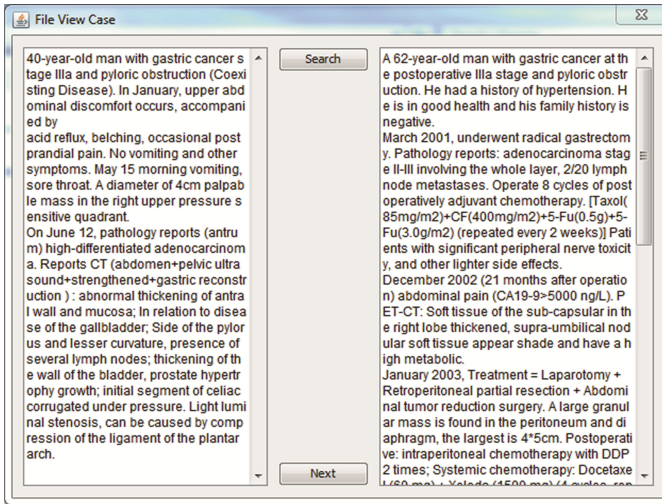 File View Case
40-year-old man with gastric cancer s
tage IIIa and pyloric obstruction (Coexi
sting Disease). In January, upper abd
ominal discomfort occurs, accompani
ed by
acid reflux, belching, occasional post
prandial pain. No vomiting and other
symptoms. May 15 morning vomiting,
sore throat. A diameter of 4cm palpab
le mass in the right upper pressure s
ensitive quadrant.
On June 12, pathology reports (antru
m) high-differentiated adenocarcinom
a. Reports CT (abdomen+pelvic ultra
sound+strengthened+gastric reconstr
uction ) : abnormal thickening of antra
l wall and mucosa; In relation to disea
se of the gallbladder; Side of the pylor
us and lesser curvature, presence of
several lymph nodes; thickening of th
e wall of the bladder, prostate hypertr
ophy growth; initial segment of celiac
corrugated under pressure. Light lumi
nal stenosis, can be caused by comp
ression of the ligament of the plantar
arch.
Search
Next
A 62-year-old man with gastric cancer at th
e postoperative IIIa stage and pyloric obstr
uction. He had a history of hypertension. H
e is in good health and his family history is
negative.
March 2001, underwent radical gastrectom
y. Pathology reports: adenocarcinoma stag
e II-III involving the whole layer, 2/20 lymph
node metastases. Operate 8 cycles of post
operatively adjuvant chemotherapy. [Taxol(
85mg/m2)+CF(400mg/m2)+5-Fu(0.5g)+5-
Fu(3.0g/m2) (repeated every 2 weeks)] Pati
ents with significant peripheral nerve toxicit
y, and other lighter side effects.
December 2002 (21 months after operatio
n) abdominal pain (CA19-9>5000 ng/L). P
ET-CT: Soft tissue of the sub-capsular in th
e right lobe thickened, supra-umbilical nod
ular soft tissue appear shade and have a h
igh metabolic.
January 2003, Treatment = Laparotomy +
Retroperitoneal partial resection + Abdomi
nal tumor reduction surgery. A large granul
ar mass is found in the peritoneum and di
aphragm, the largest is 4*5cm. Postoperati
ve: intraperitoneal chemotherapy with DDP
2 times; Systemic chemotherapy: Docetaxe
l (60 mg) + Xeloda (1500 mg) (4 cycles, rep